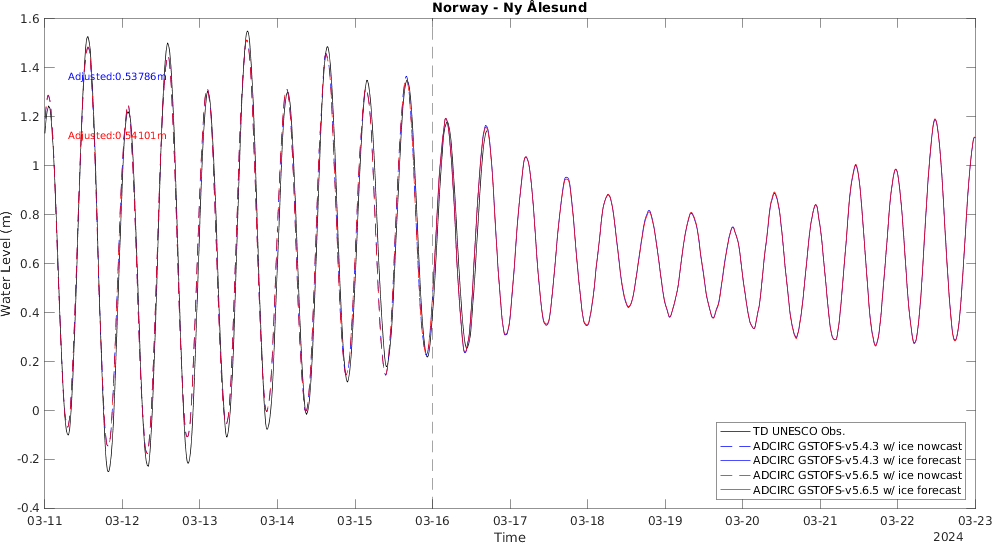 Norway - Ny Ålesund
1.6
1.4
1.2
1
0.8
0.6
0.4
0.2
0
-0.2
-0.4
Water Level (m)
Adjusted:0.53786m
Adjusted:0.54101m
TD UNESCO Obs.
ADCIRC GSTOFS-v5.4.3 w/ ice nowcast
ADCIRC GSTOFS-v5.4.3 w/ ice forecast
ADCIRC GSTOFS-v5.6.5 w/ ice nowcast
ADCIRC GSTOFS-v5.6.5 w/ ice forecast
03-11 03-12 03-13 03-14 03-15 03-16 03-17 03-18 03-19 03-20 03-21 03-22 03-23
Time
2024